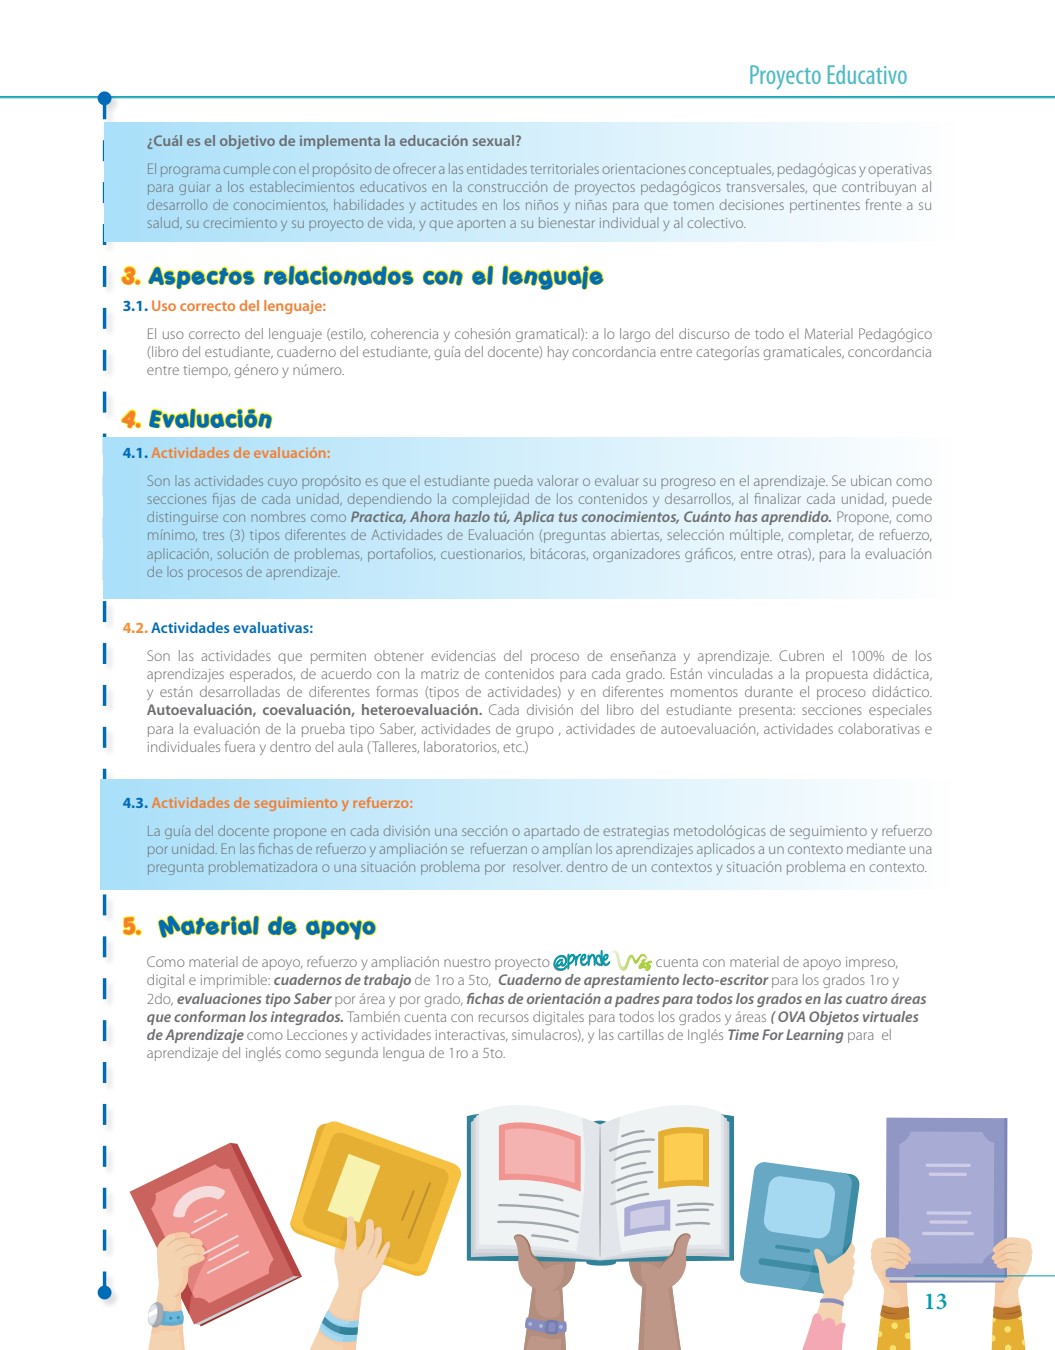 Proyecto Educativo
¿Cuál es el objetivo de implementa la educación sexual?
El programa cumple con el propósito de ofrecer a las entidades territoriales orientaciones conceptuales, pedagógicas y operativas
para guiar a los establecimientos educativos en la construcción de proyectos pedagógicos transversales, que contribuyan al
desarrollo de conocimientos, habilidades y actitudes en los niños y niñas para que tomen decisiones pertinentes frente a su
salud, su crecimiento y su proyecto de vida, y que aporten a su bienestar individual y al colectivo.
3. Aspectos relacionados con el lenguaje
3.1. Uso correcto del lenguaje:
El uso correcto del lenguaje (estilo, coherencia y cohesión gramatical): a lo largo del discurso de todo el Material Pedagógico
(libro del estudiante, cuaderno del estudiante, guía del docente) hay concordancia entre categorías gramaticales, concordancia
entre tiempo, género y número.
4. Evaluación
4.1. Actividades de evaluación:
Son las actividades cuyo propósito es que el estudiante pueda valorar o evaluar su progreso en el aprendizaje. Se ubican como
secciones fijas de cada unidad, dependiendo la complejidad de los contenidos y desarrollos, al finalizar cada unidad, puede
distinguirse con nombres como Practica, Ahora hazlo tú, Aplica tus conocimientos, Cuánto has aprendido. Propone, como
mínimo, tres (3) tipos diferentes de Actividades de Evaluación (preguntas abiertas, selección múltiple, completar, de refuerzo,
aplicación, solución de problemas, portafolios, cuestionarios, bitácoras, organizadores gráficos, entre otras), para la evaluación
de los procesos de aprendizaje.
4.2. Actividades evaluativas:
Son las actividades que permiten obtener evidencias del proceso de enseñanza y aprendizaje. Cubren el 100% de los
aprendizajes esperados, de acuerdo con la matriz de contenidos para cada grado. Están vinculadas a la propuesta didáctica,
y están desarrolladas de diferentes formas (tipos de actividades) y en diferentes momentos durante el proceso didáctico.
Autoevaluación, coevaluación, heteroevaluación. Cada división del libro del estudiante presenta: secciones especiales
para la evaluación de la prueba tipo Saber, actividades de grupo , actividades de autoevaluación, actividades colaborativas e
individuales fuera y dentro del aula (Talleres, laboratorios, etc.)
4.3. Actividades de seguimiento y refuerzo:
La guía del docente propone en cada división una sección o apartado de estrategias metodológicas de seguimiento y refuerzo
por unidad. En las fichas de refuerzo y ampliación se refuerzan o amplían los aprendizajes aplicados a un contexto mediante una
pregunta problematizadora o una situación problema por resolver. dentro de un contextos y situación problema en contexto.
5. Material de apoyo
Como material de apoyo, refuerzo y ampliación nuestro proyecto @prende más cuenta con material de apoyo impreso,
digital e imprimible: cuadernos de trabajo de 1ro a 5to, Cuaderno de aprestamiento lecto-escritor para los grados 1ro y
2do, evaluaciones tipo Saber por área y por grado, fichas de orientación a padres para todos los grados en las cuatro áreas
que conforman los integrados. También cuenta con recursos digitales para todos los grados y áreas ( OVA Objetos virtuales
de Aprendizaje como Lecciones y actividades interactivas, simulacros), y las cartillas de Inglés Time For Learning para el
aprendizaje del inglés como segunda lengua de 1ro a 5to.
13